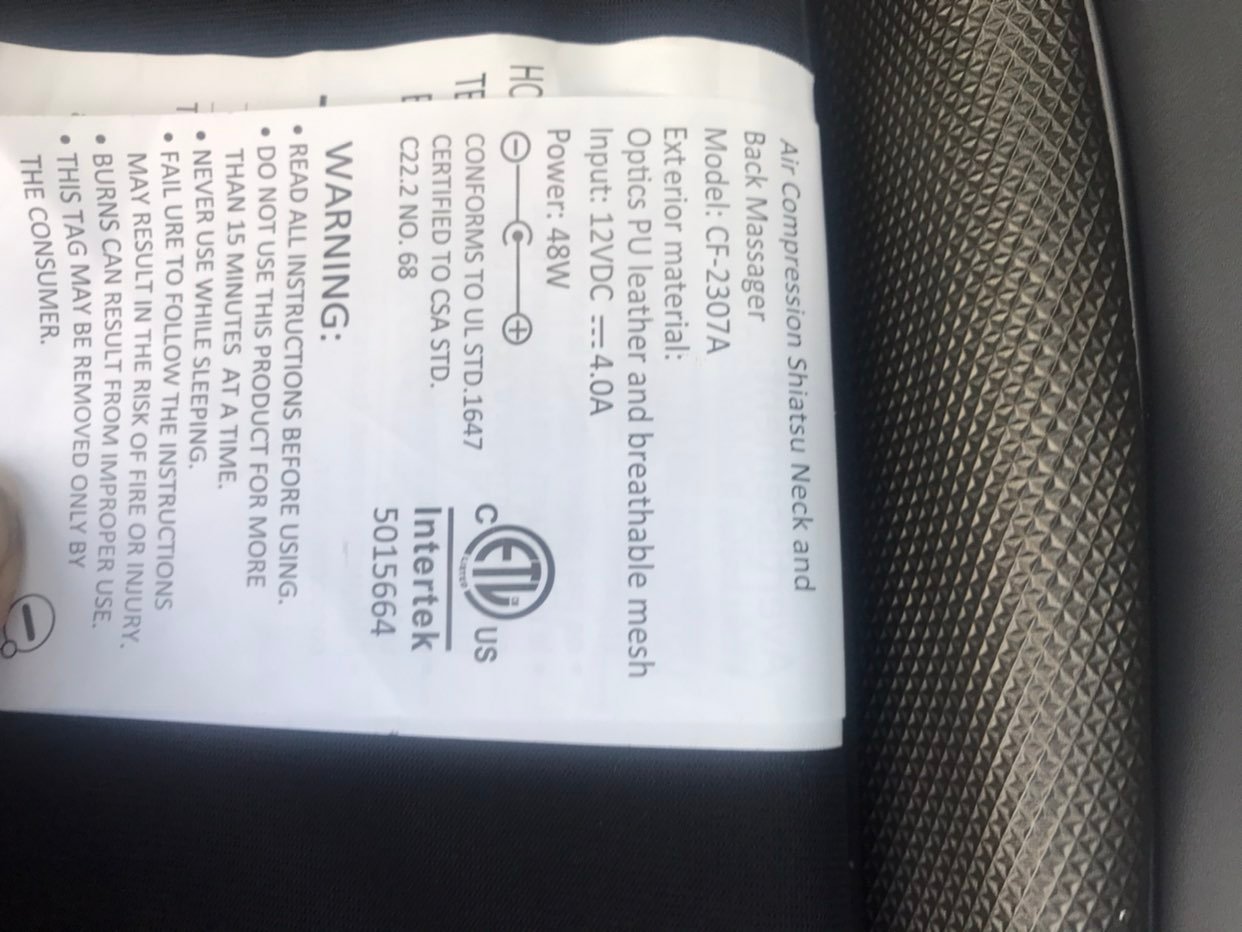 Air Compression Shiatsu Neck and
Back Massager
Model: CF-2307A
Exterior material:
Optics PU leather and breathable mesh
Input: 12VDC ⎓ 4.0A
Power: 48W
CONFORMS TO UL STD.1647
CERTIFIED TO CSA STD.
C22.2 NO. 68
C ETL US
LISTED
Intertek
5015664
WARNING:
• READ ALL INSTRUCTIONS BEFORE USING.
• DO NOT USE THIS PRODUCT FOR MORE
THAN 15 MINUTES AT A TIME.
• NEVER USE WHILE SLEEPING.
• FAIL URE TO FOLLOW THE INSTRUCTIONS
MAY RESULT IN THE RISK OF FIRE OR INJURY.
• BURNS CAN RESULT FROM IMPROPER USE.
• THIS TAG MAY BE REMOVED ONLY BY
THE CONSUMER.
HO
TE